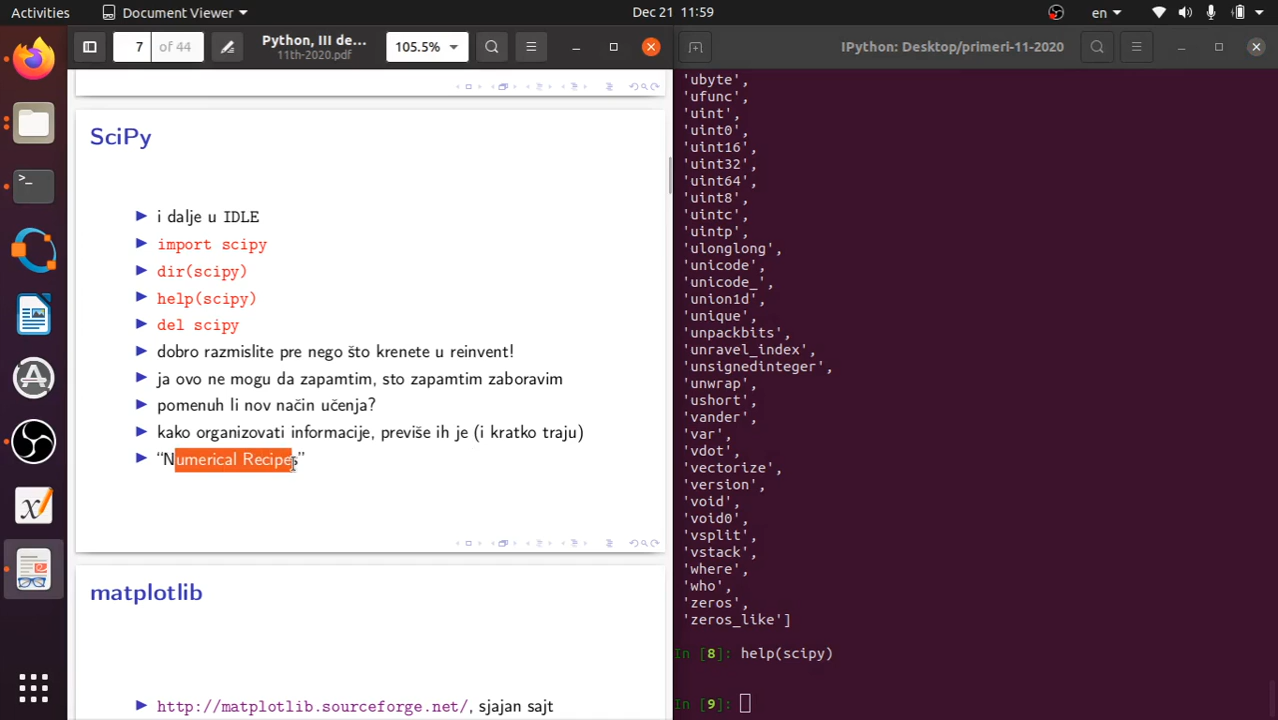 Activities
Document Viewer
Dec 21 11:59
en
7
of 44
Python, III de...
11th-2020.pdf
105.5%
SciPy
i dalje u IDLE
import scipy
dir(scipy)
help(scipy)
del scipy
dobro razmislite pre nego što krenete u reinvent!
ja ovo ne mogu da zapamtim, sto zapamtim zaboravim
pomenuh li nov način učenja?
kako organizovati informacije, previše ih je (i kratko traju)
“Numerical Recipes”
matplotlib
http://matplotlib.sourceforge.net/, sjajan sajt
IPython: Desktop/primeri-11-2020
'ubyte',
'ufunc',
'uint',
'uint0',
'uint16',
'uint32',
'uint64',
'uint8',
'uintc',
'uintp',
'ulonglong',
'unicode',
'unicode_',
'union1d',
'unique',
'unpackbits',
'unravel_index',
'unsignedinteger',
'unwrap',
'ushort',
'vander',
'var',
'vdot',
'vectorize',
'version',
'void',
'void0',
'vsplit',
'vstack',
'where',
'who',
'zeros',
'zeros_like']
In [8]: help(scipy)
In [9]: